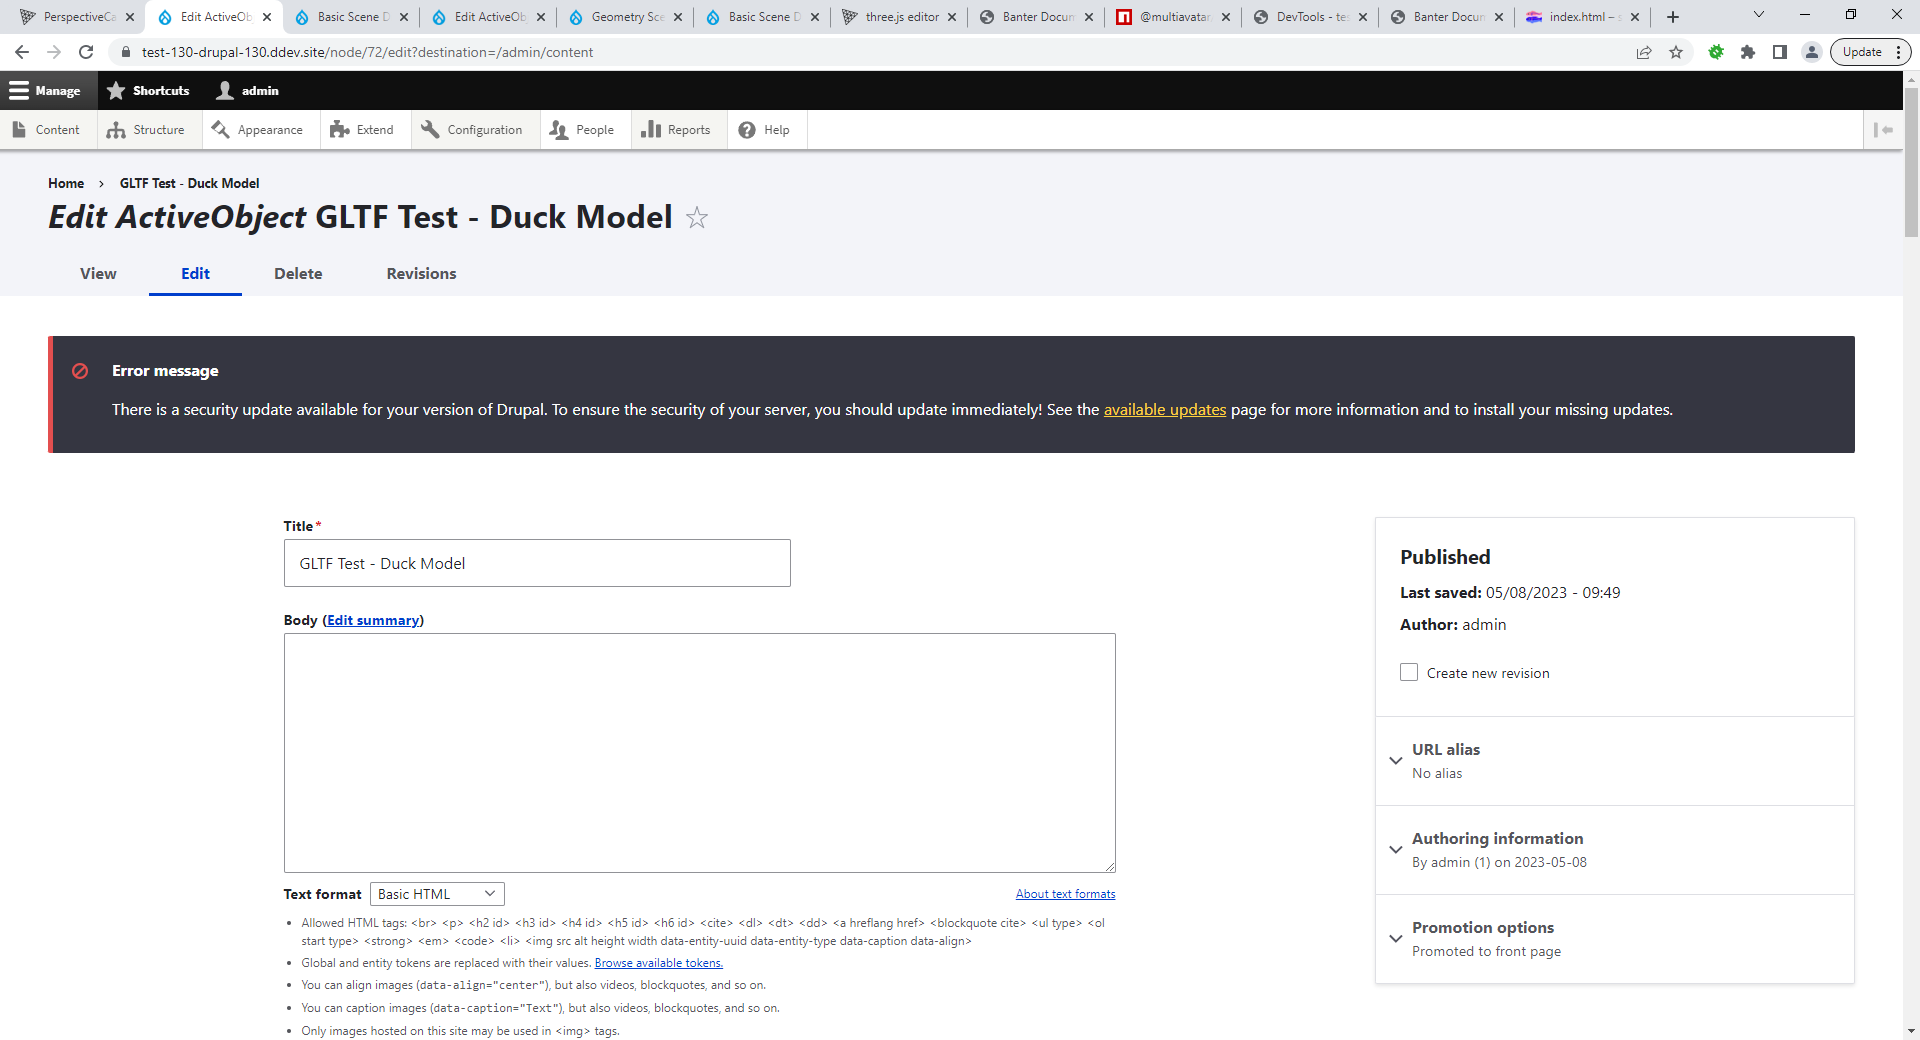 PerspectiveCa
Edit ActiveOb
Basic Scene D
Edit ActiveOb
Geometry Sce
Basic Scene D
three.js editor
Banter Docum
@multiavatar
DevTools - tes
Banter Docum
index.html – s
test-130-drupal-130.ddev.site/node/72/edit?destination=/admin/content
Update
Manage
Shortcuts
admin
Content
Structure
Appearance
Extend
Configuration
People
Reports
Help
Home › GLTF Test - Duck Model
Edit ActiveObject GLTF Test - Duck Model
View
Edit
Delete
Revisions
Error message
There is a security update available for your version of Drupal. To ensure the security of your server, you should update immediately! See the available updates page for more information and to install your missing updates.
Title*
GLTF Test - Duck Model
Body (Edit summary)
Text format
Basic HTML
About text formats
• Allowed HTML tags: <br> <p> <h2 id> <h3 id> <h4 id> <h5 id> <h6 id> <cite> <dl> <dt> <dd> <a hreflang href> <blockquote cite> <ul type> <ol
start type> <strong> <em> <code> <li> <img src alt height width data-entity-uuid data-entity-type data-caption data-align>
• Global and entity tokens are replaced with their values. Browse available tokens.
• You can align images (data-align="center"), but also videos, blockquotes, and so on.
• You can caption images (data-caption="Text"), but also videos, blockquotes, and so on.
• Only images hosted on this site may be used in <img> tags.
Published
Last saved: 05/08/2023 - 09:49
Author: admin
Create new revision
URL alias
No alias
Authoring information
By admin (1) on 2023-05-08
Promotion options
Promoted to front page